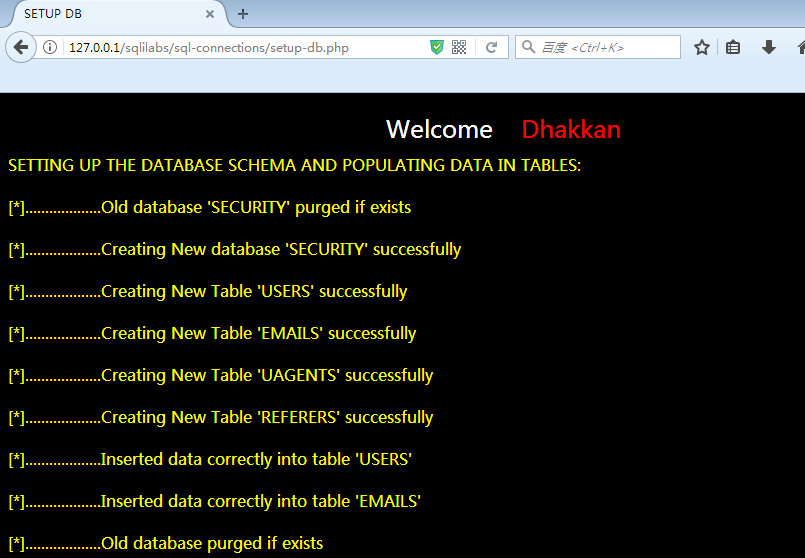 SETUP DB
127.0.0.1/sqlilabs/sql-connections/setup-db.php
百度 <Ctrl+K>
Welcome Dhakkan
SETTING UP THE DATABASE SCHEMA AND POPULATING DATA IN TABLES:
[*]...................Old database 'SECURITY' purged if exists
[*]...................Creating New database 'SECURITY' successfully
[*]...................Creating New Table 'USERS' successfully
[*]...................Creating New Table 'EMAILS' successfully
[*]...................Creating New Table 'UAGENTS' successfully
[*]...................Creating New Table 'REFERERS' successfully
[*]...................Inserted data correctly into table 'USERS'
[*]...................Inserted data correctly into table 'EMAILS'
[*]...................Old database purged if exists